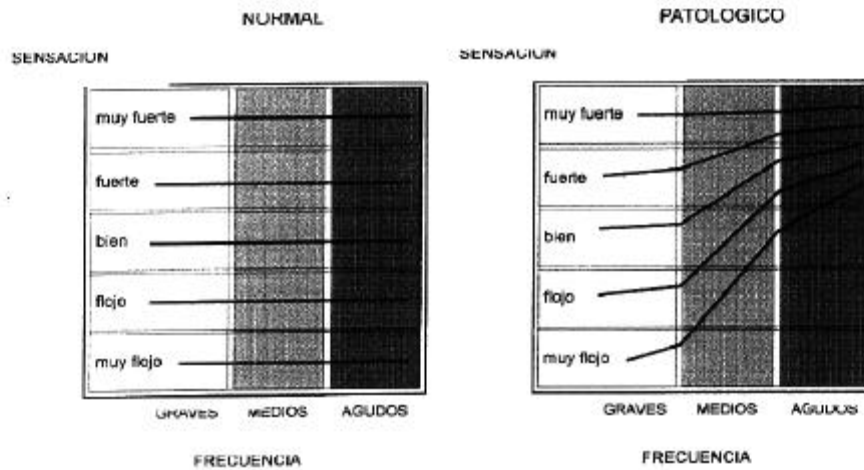 NORMAL
SENSACION
muy fuerte
fuerte
bien
flojo
muy flojo
GRAVES MEDIOS AGUDOS
FRECUENCIA
PATOLOGICO
SENSACION
muy fuerte
fuerte
bien
flojo
muy flojo
GRAVES MEDIOS AGUDOS
FRECUENCIA